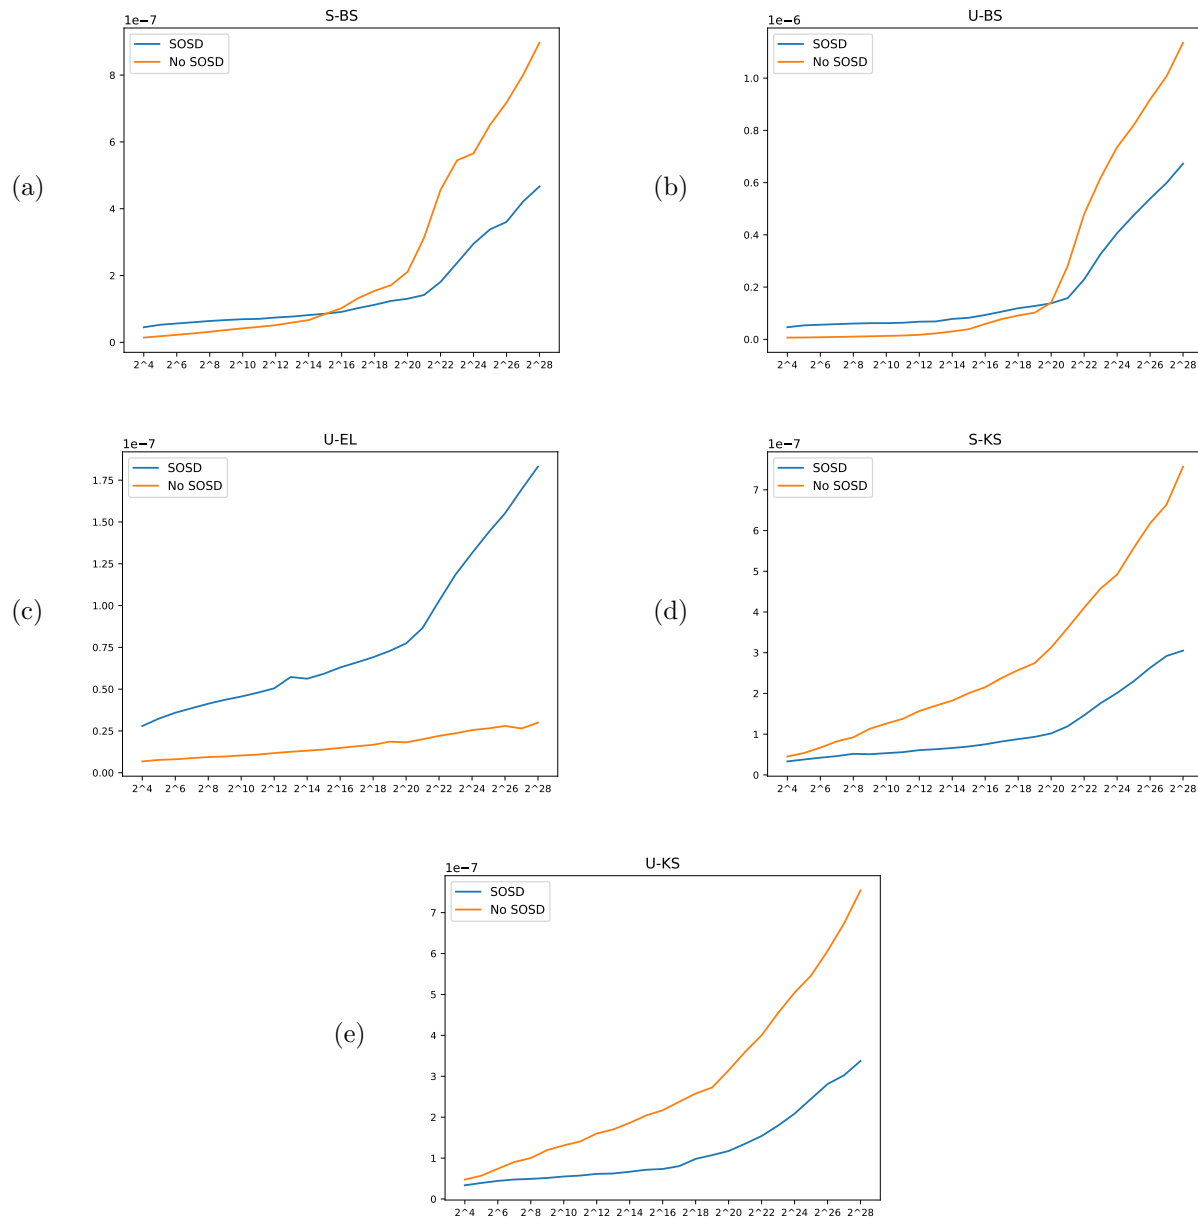 S-BS
1e−7
SOSD
No SOSD
8
6
4
2
0
2^4 2^6 2^8 2^10 2^12 2^14 2^16 2^18 2^20 2^22 2^24 2^26 2^28
(a)
U-BS
1e−6
SOSD
No SOSD
1.0
0.8
0.6
0.4
0.2
0.0
2^4 2^6 2^8 2^10 2^12 2^14 2^16 2^18 2^20 2^22 2^24 2^26 2^28
(b)
U-EL
1e−7
SOSD
No SOSD
1.75
1.50
1.25
1.00
0.75
0.50
0.25
0.00
2^4 2^6 2^8 2^10 2^12 2^14 2^16 2^18 2^20 2^22 2^24 2^26 2^28
(c)
S-KS
1e−7
SOSD
No SOSD
7
6
5
4
3
2
1
0
2^4 2^6 2^8 2^10 2^12 2^14 2^16 2^18 2^20 2^22 2^24 2^26 2^28
(d)
U-KS
1e−7
SOSD
No SOSD
7
6
5
4
3
2
1
0
2^4 2^6 2^8 2^10 2^12 2^14 2^16 2^18 2^20 2^22 2^24 2^26 2^28
(e)